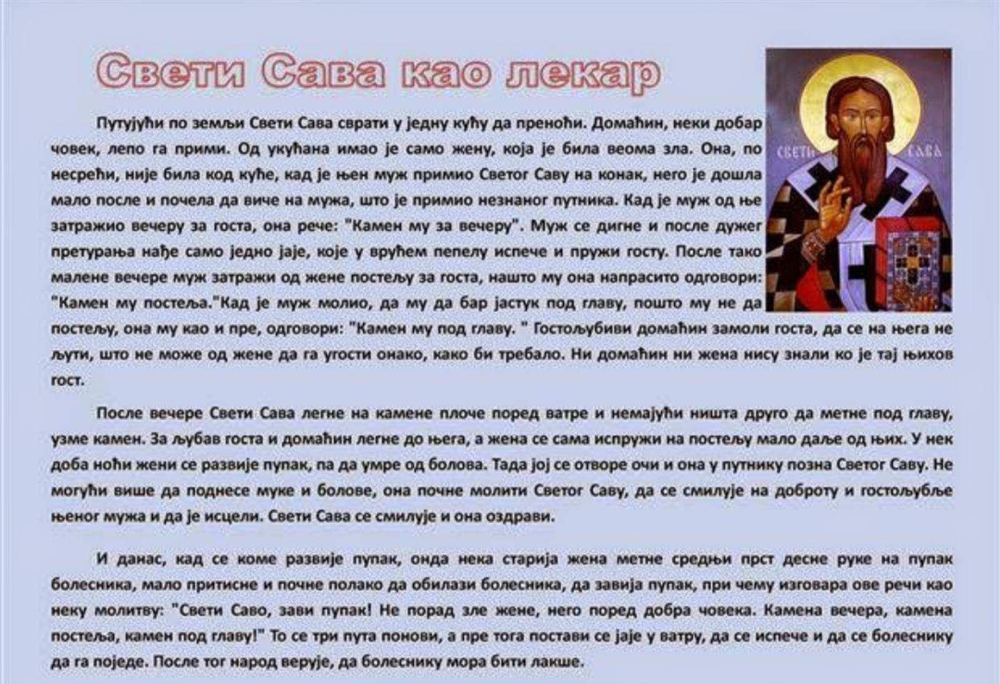 Свети Сава као лекар
Путујући по земљи Свети Сава сврати у једну кућу да преноћи. Домаћин, неки добар
човек, лепо га прими. Од укућана имао је само жену, која је била веома зла. Она, по
несрећи, није била код куће, кад је њен муж примио Светог Саву на конак, него је дошла
мало после и почела да виче на мужа, што је примио незнаног путника. Кад је муж од ње
затражио вечеру за госта, она рече: "Камен му за вечеру". Муж се дигне и после дужег
претурања нађе само једно јаје, које у врућем пепелу испече и пружи госту. После тако
малене вечере муж затражи од жене постељу за госта, нашто му она напрасито одговори:
"Камен му постеља."Кад је муж молио, да му да бар јастук под главу, пошто му не да
постељу, она му као и пре, одговори: "Камен му под главу. " Гостољубиви домаћин замоли госта, да се на њега не
љути, што не може од жене да га угости онако, како би требало. Ни домаћин ни жена нису знали ко је тај њихов
гост.
СВЕТИ САВА
После вечере Свети Сава легне на камене плоче поред ватре и немајући ништа друго да метне под главу,
узме камен. За љубав госта и домаћин легне до њега, а жена се сама испружи на постељу мало даље од њих. У нек
доба ноћи жени се развије пупак, па да умре од болова. Тада јој се отворе очи и она у путнику позна Светог Саву. Не
могући више да поднесе муке и болове, она почне молити Светог Саву, да се смилује на доброту и гостољубље
њеног мужа и да је исцели. Свети Сава се смилује и она оздрави.
И данас, кад се коме развије пупак, онда нека старија жена метне средњи прст десне руке на пупак
болесника, мало притисне и почне полако да обилази болесника, да завија пупак, при чему изговара ове речи као
неку молитву: "Свети Саво, зави пупак! Не порад зле жене, него поред добра човека. Камена вечера, камена
постеља, камен под главу!" То се три пута понови, а пре тога постави се јаје у ватру, да се испече и да се болеснику
да га поједе. После тог народ верује, да болеснику мора бити лакше.